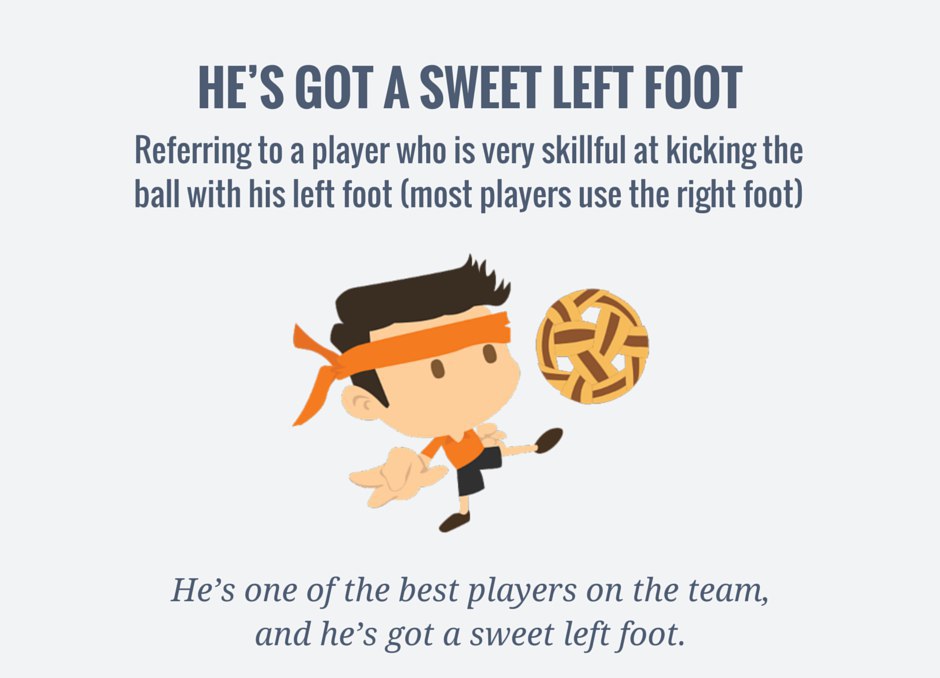 HE’S GOT A SWEET LEFT FOOT
Referring to a player who is very skillful at kicking the
ball with his left foot (most players use the right foot)
He’s one of the best players on the team,
and he’s got a sweet left foot.